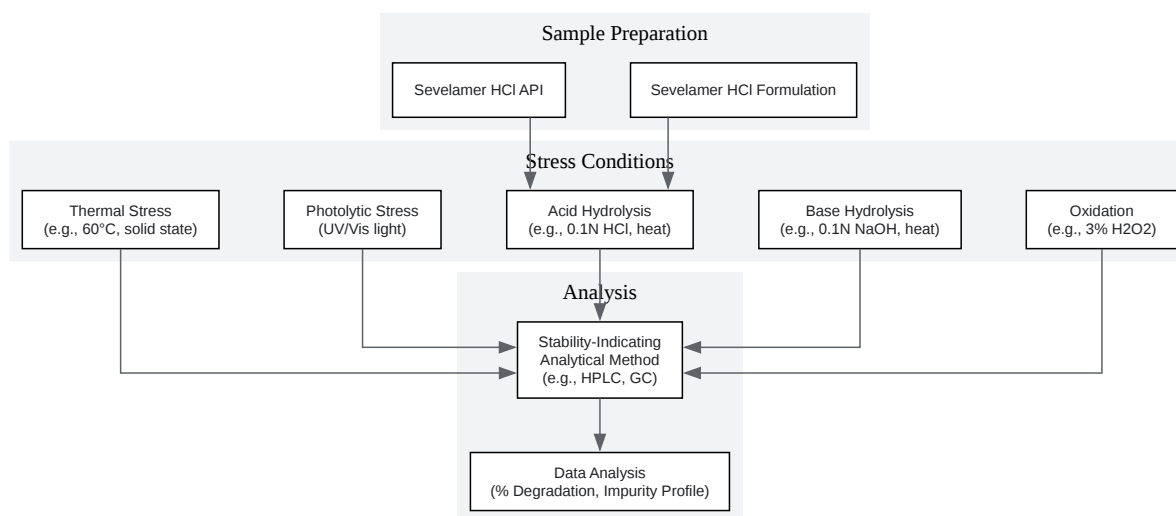 Sample Preparation
Sevelamer HCl API
Sevelamer HCl Formulation
Stress Conditions
Thermal Stress
(e.g., 60°C, solid state)
Photolytic Stress
(UV/Vis light)
Acid Hydrolysis
(e.g., 0.1N HCl, heat)
Base Hydrolysis
(e.g., 0.1N NaOH, heat)
Oxidation
(e.g., 3% H2O2)
Analysis
Stability-Indicating
Analytical Method
(e.g., HPLC, GC)
Data Analysis
(% Degradation, Impurity Profile)